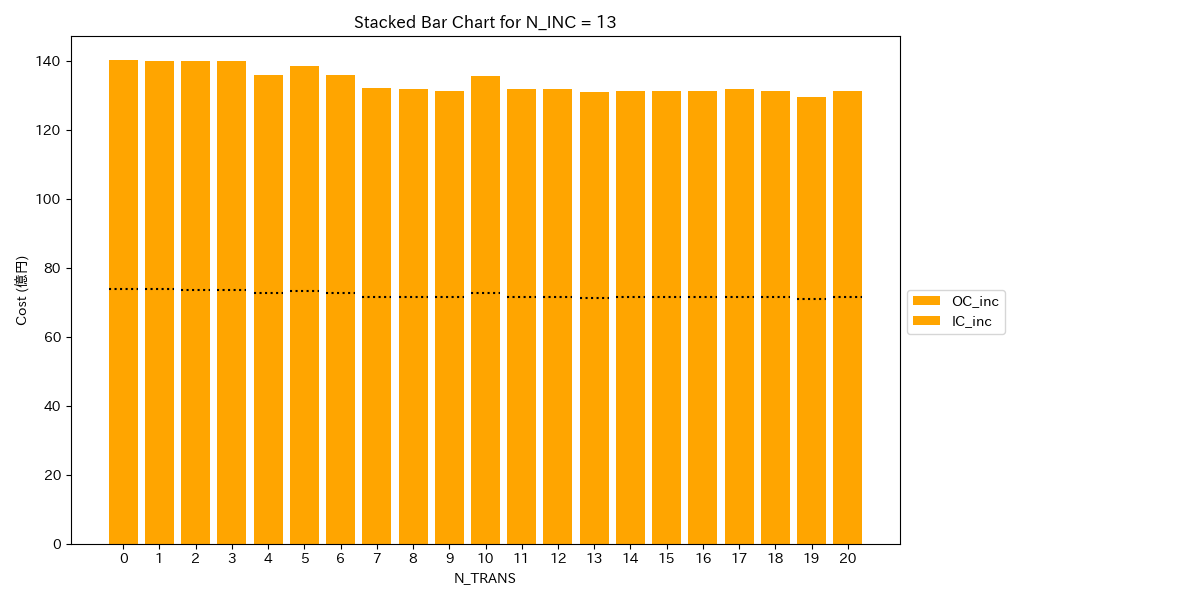 Stacked Bar Chart for N_INC = 13
Cost (億円)
140
120
100
80
60
40
20
0
0 1 2 3 4 5 6 7 8 9 10 11 12 13 14 15 16 17 18 19 20
N_TRANS
OC_inc
IC_inc